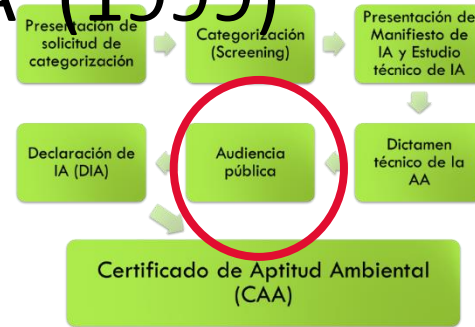 A (1999)
Presentación de
solicitud de
categorización
Categorización
(Screening)
Presentación de
Manifiesto de
IA y Estudio
técnico de IA
Dictamen
técnico de la
AA
Audiencia
pública
Declaración de
IA (DIA)
Certificado de Aptitud Ambiental
(CAA)